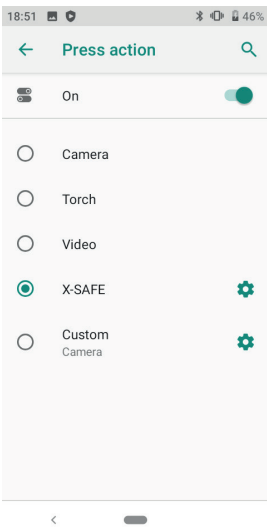 18:51 46%
Press action
On
Camera
Torch
Video
X-SAFE
Custom
Camera